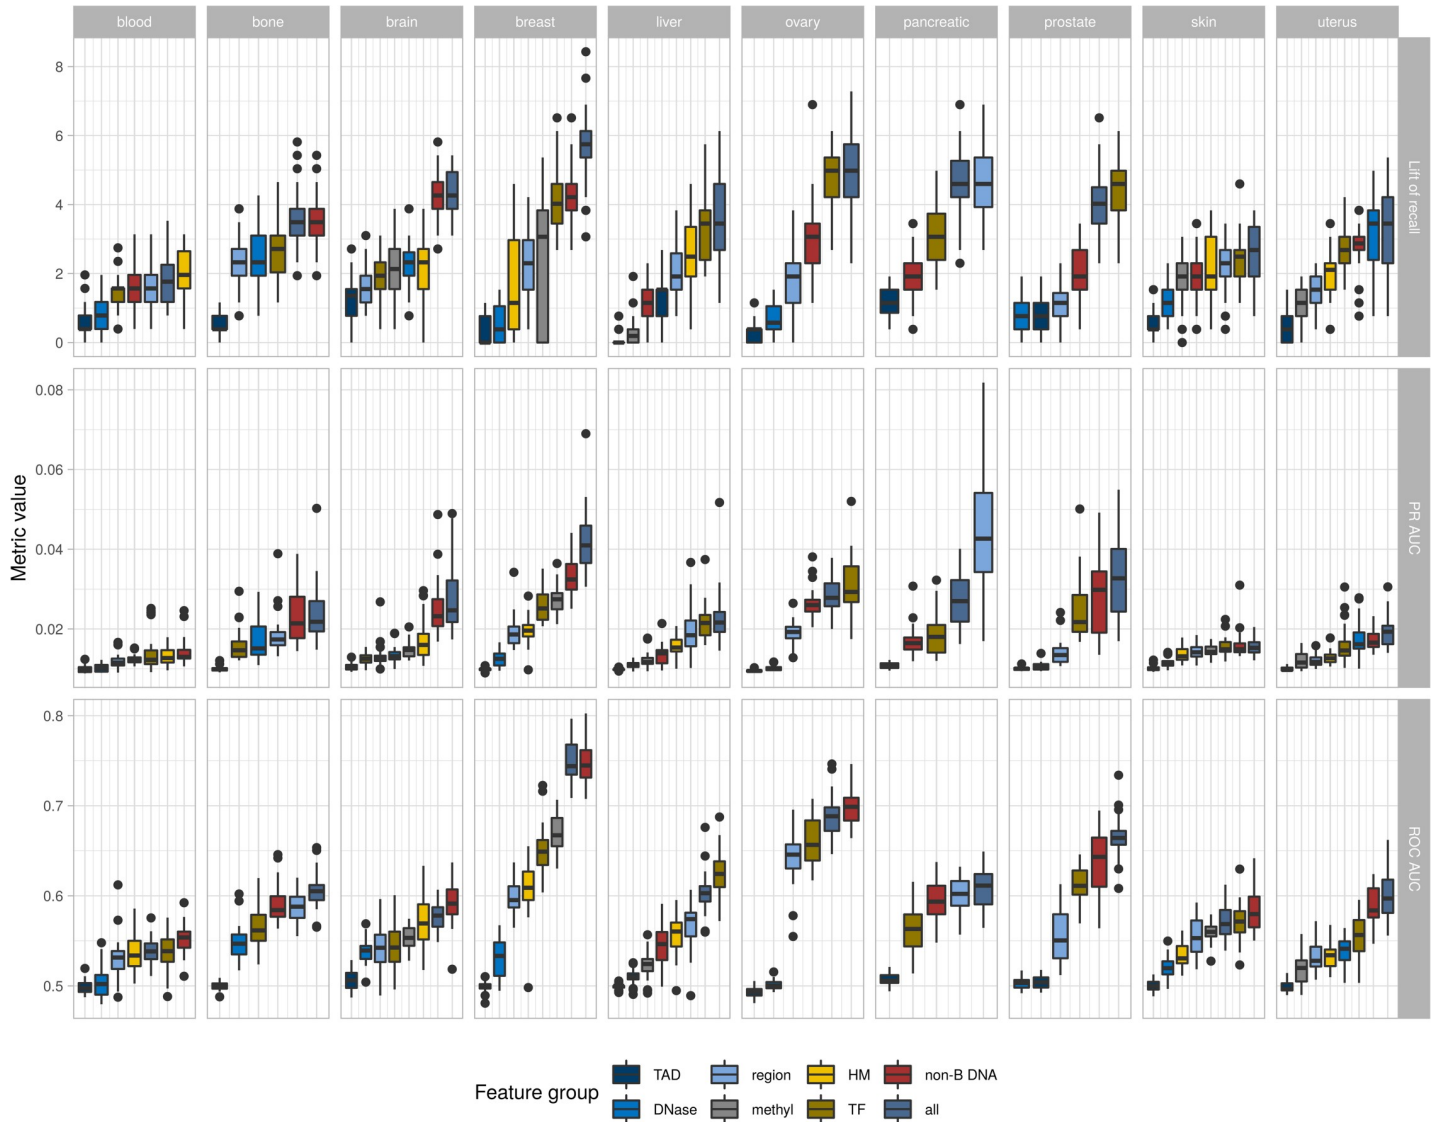 blood bone brain breast liver ovary pancreatic prostate skin uterus
8
6
4
2
0
Lift of recall
0.08
0.06
0.04
0.02
PR AUC
Metric value
0.8
0.7
0.6
0.5
ROC AUC
Feature group
TAD region HM non-B DNA
DNase methyl TF all